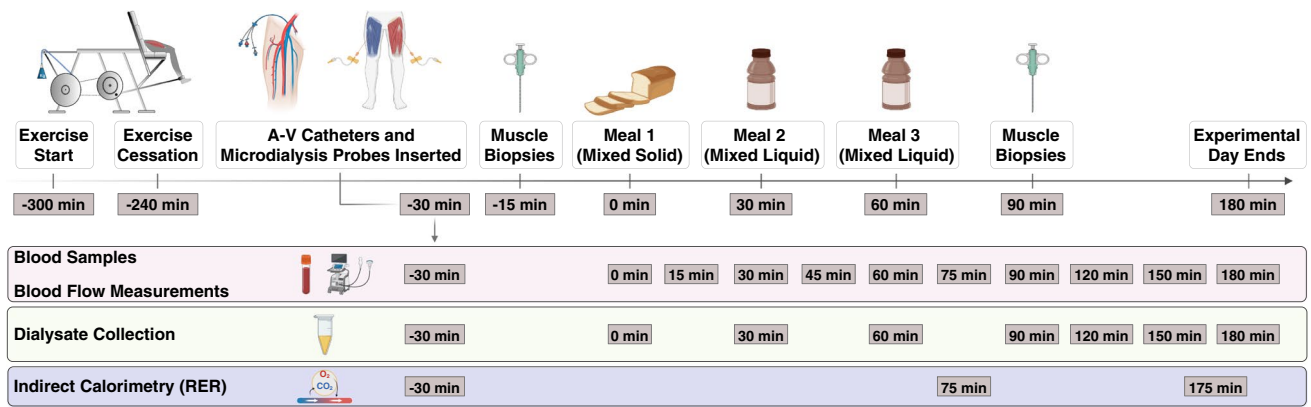 Exercise Start
Exercise Cessation
A-V Catheters and Microdialysis Probes Inserted
Muscle Biopsies
Meal 1 (Mixed Solid)
Meal 2 (Mixed Liquid)
Meal 3 (Mixed Liquid)
Muscle Biopsies
Experimental Day Ends
-300 min
-240 min
-30 min
-15 min
0 min
30 min
60 min
90 min
180 min
Blood Samples
Blood Flow Measurements
-30 min
0 min
15 min
30 min
45 min
60 min
75 min
90 min
120 min
150 min
180 min
Dialysate Collection
-30 min
0 min
30 min
60 min
90 min
120 min
150 min
180 min
Indirect Calorimetry (RER)
O₂
CO₂
-30 min
75 min
175 min